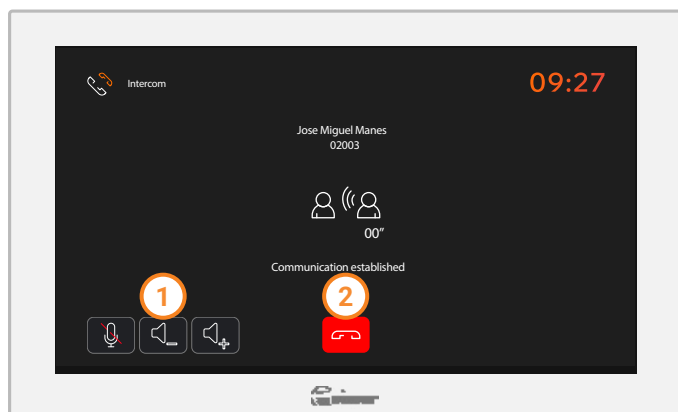 Intercom
09:27
Jose Miguel Manes
02003
00"
Communication established
1
2